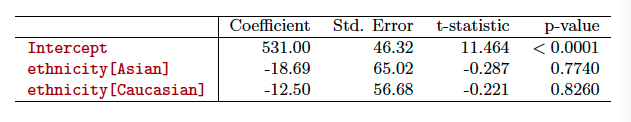 Coefficient Std. Error t-statistic p-value
Intercept 531.00 46.32 11.464 < 0.0001
ethnicity[Asian] -18.69 65.02 -0.287 0.7740
ethnicity[Caucasian] -12.50 56.68 -0.221 0.8260